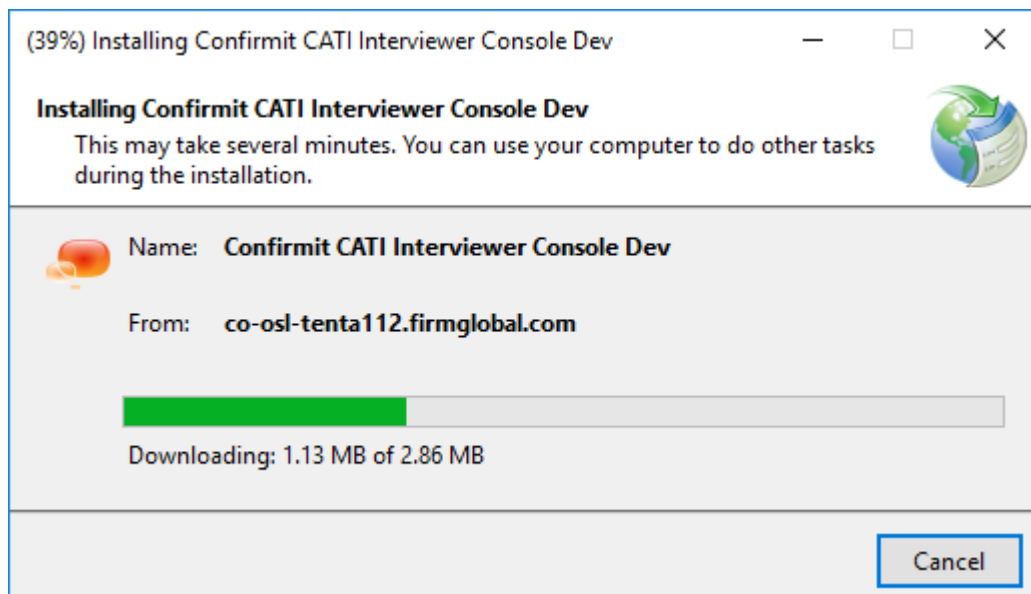 (39%) Installing Confirmit CATI Interviewer Console Dev
Installing Confirmit CATI Interviewer Console Dev
This may take several minutes. You can use your computer to do other tasks
during the installation.
Name: Confirmit CATI Interviewer Console Dev
From: co-osl-tenta112.firmglobal.com
Downloading: 1.13 MB of 2.86 MB
Cancel